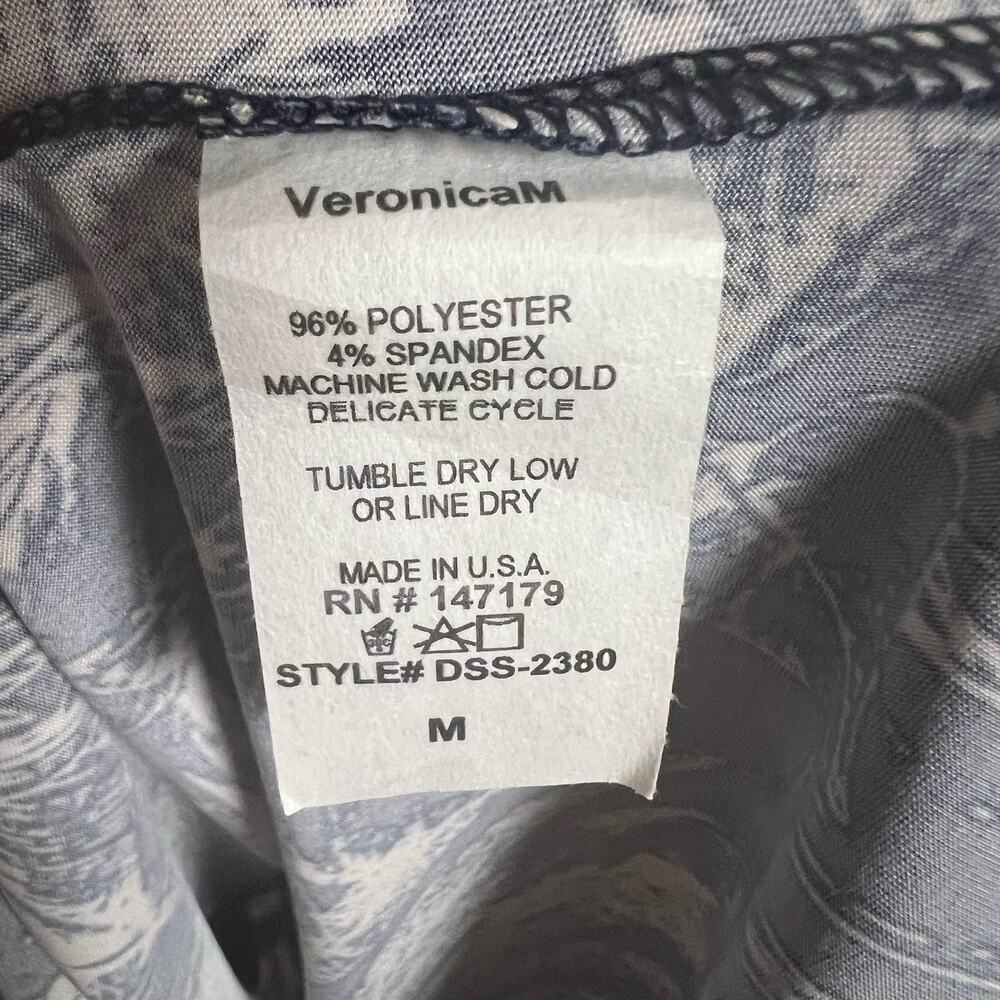 VeronicaM
96% POLYESTER
4% SPANDEX
MACHINE WASH COLD
DELICATE CYCLE
TUMBLE DRY LOW
OR LINE DRY
MADE IN U.S.A.
RN # 147179
STYLE# DSS-2380
M